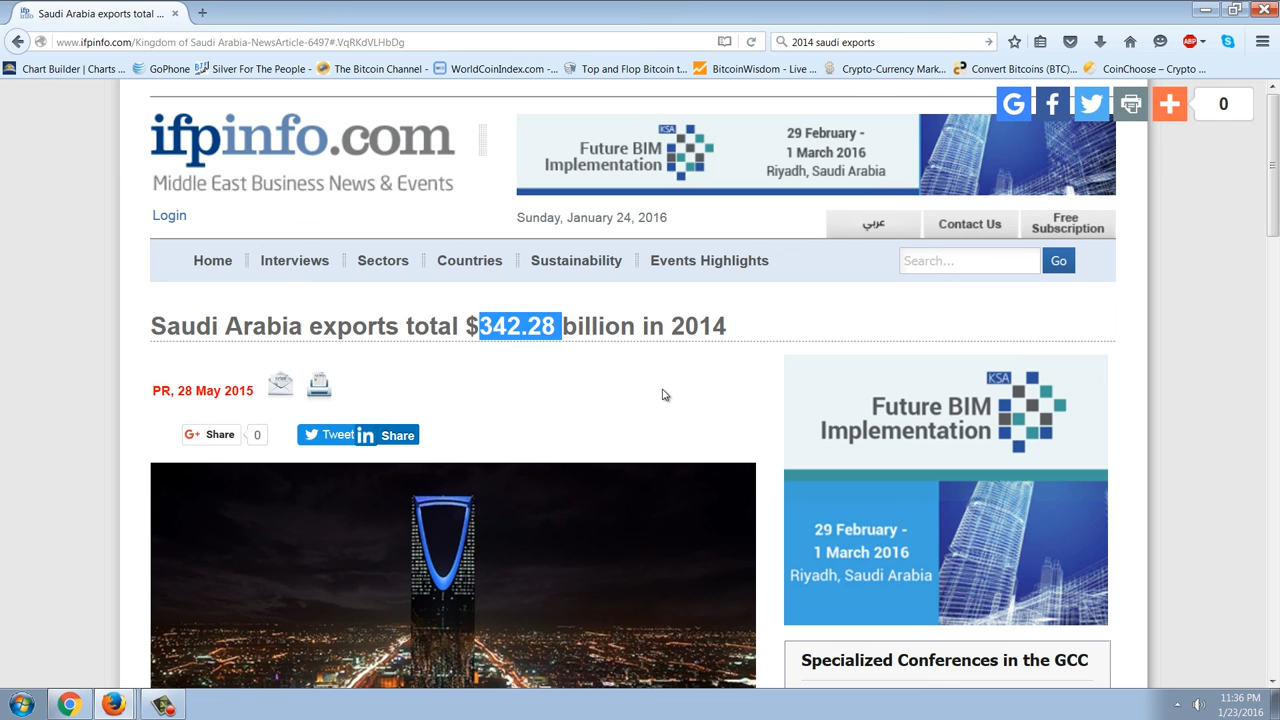 Saudi Arabia exports total ...
www.ifpinfo.com/Kingdom of Saudi Arabia-NewsArticle-6497#.VqRKdVLHbDg
2014 saudi exports
ABP
Chart Builder | Charts ...
GoPhone
Silver For The People - ...
The Bitcoin Channel - ...
WorldCoinIndex.com -...
Top and Flop Bitcoin t...
BitcoinWisdom - Live ...
Crypto-Currency Mark...
Convert Bitcoins (BTC)...
CoinChoose – Crypto ...
0
ifpinfo.com
Middle East Business News & Events
KSA
Future BIM
Implementation
29 February -
1 March 2016
Riyadh, Saudi Arabia
Login
Sunday, January 24, 2016
عربي
Contact Us
Free
Subscription
Home
Interviews
Sectors
Countries
Sustainability
Events Highlights
Search...
Go
Saudi Arabia exports total $342.28 billion in 2014
PR, 28 May 2015
G+ Share
0
Tweet
in Share
KSA
Future BIM
Implementation
29 February -
1 March 2016
Riyadh, Saudi Arabia
Specialized Conferences in the GCC
11:36 PM
1/23/2016